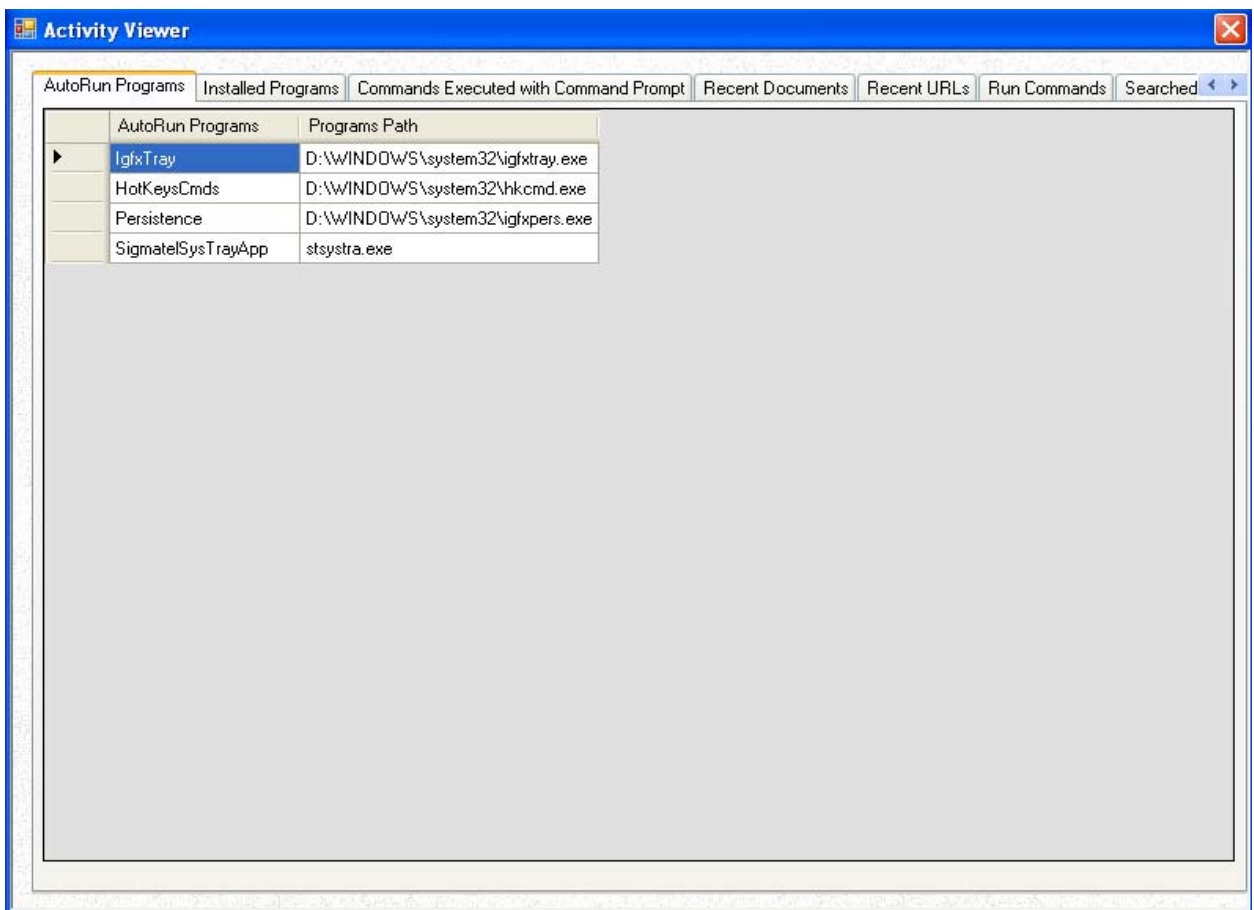 Activity Viewer
AutoRun Programs Installed Programs Commands Executed with Command Prompt Recent Documents Recent URLs Run Commands Searched
AutoRun Programs Programs Path
IgfxTray D:\WINDOWS\system32\igfxtray.exe
HotKeysCmds D:\WINDOWS\system32\hkcmd.exe
Persistence D:\WINDOWS\system32\igfxpers.exe
SigmatelSysTrayApp stsystra.exe